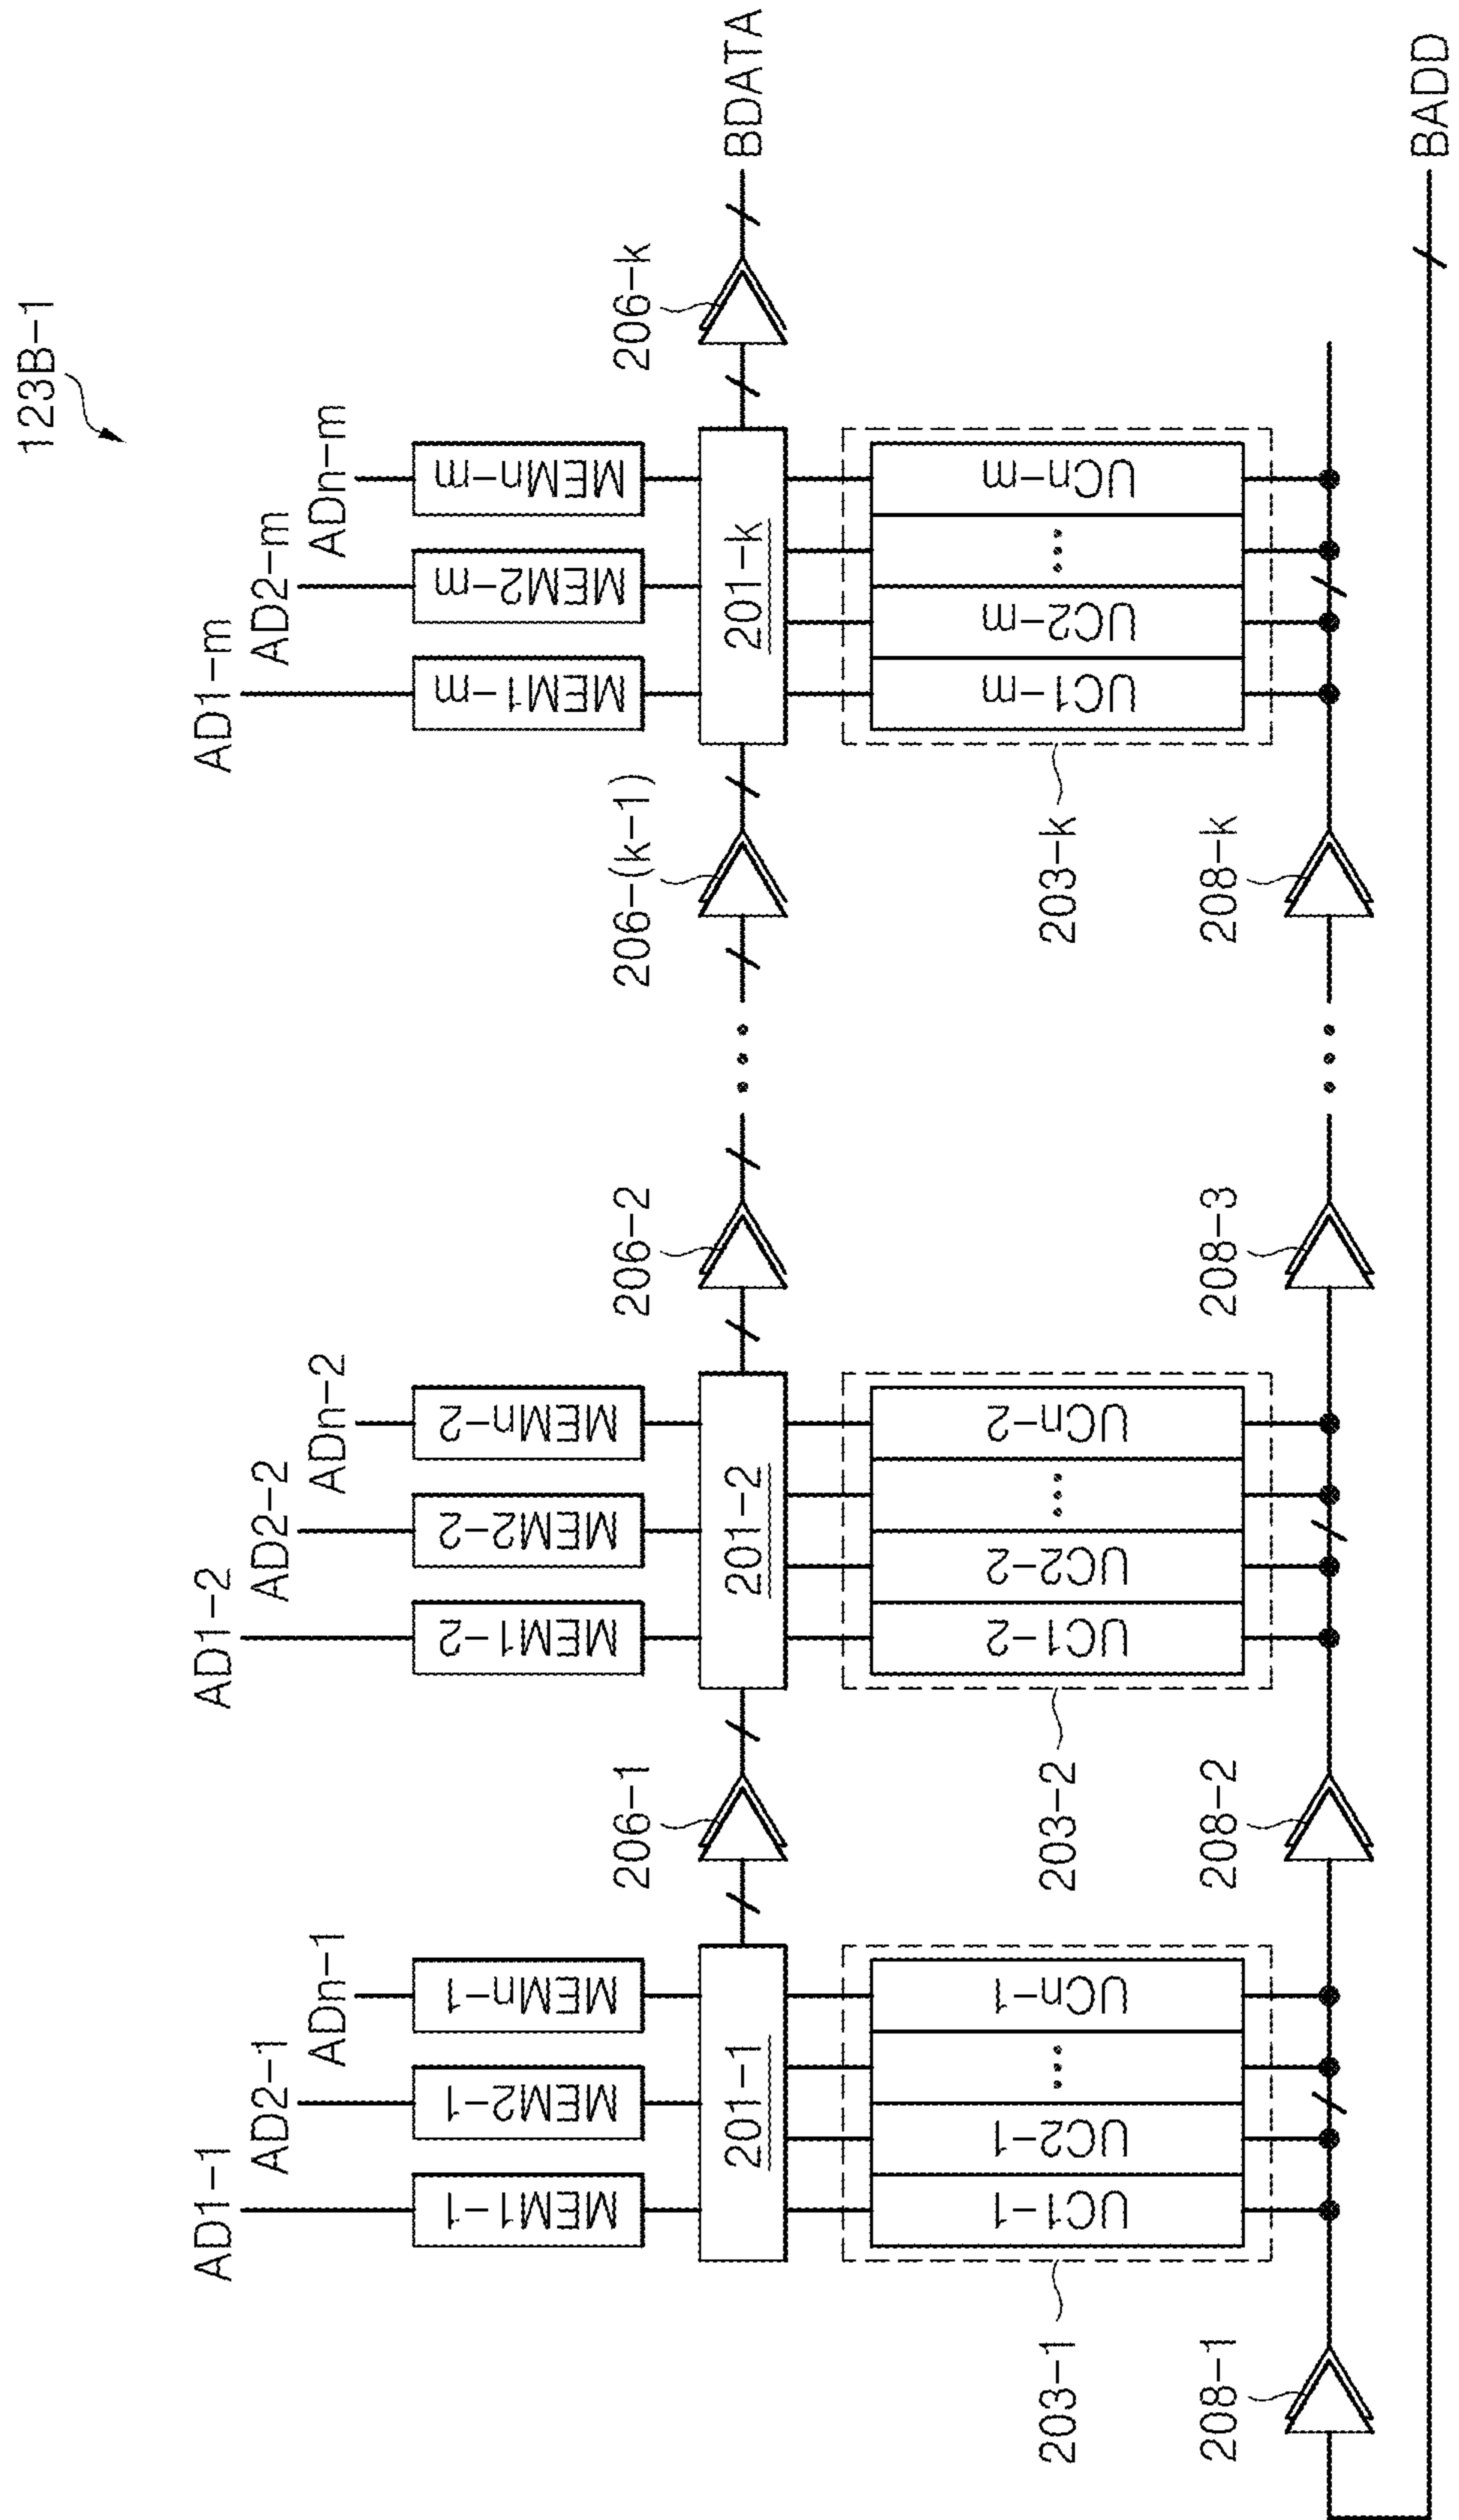 123B-1
AD1-1
AD2-1
ADn-1
AD1-2
AD2-2
ADn-2
AD1-m
AD2-m
ADn-m
MEM1-1
MEM2-1
MEMn-1
MEM1-2
MEM2-2
MEMn-2
MEM1-m
MEM2-m
MEMn-m
206-1
206-2
206-(k-1)
206-k
201-1
201-2
...
201-k
BDATA
UC1-1
UC2-1
...
UCn-1
UC1-2
UC2-2
...
UCn-2
UC1-m
UC2-m
...
UCn-m
203-1
203-2
203-k
208-1
208-2
208-3
208-k
...
BADD